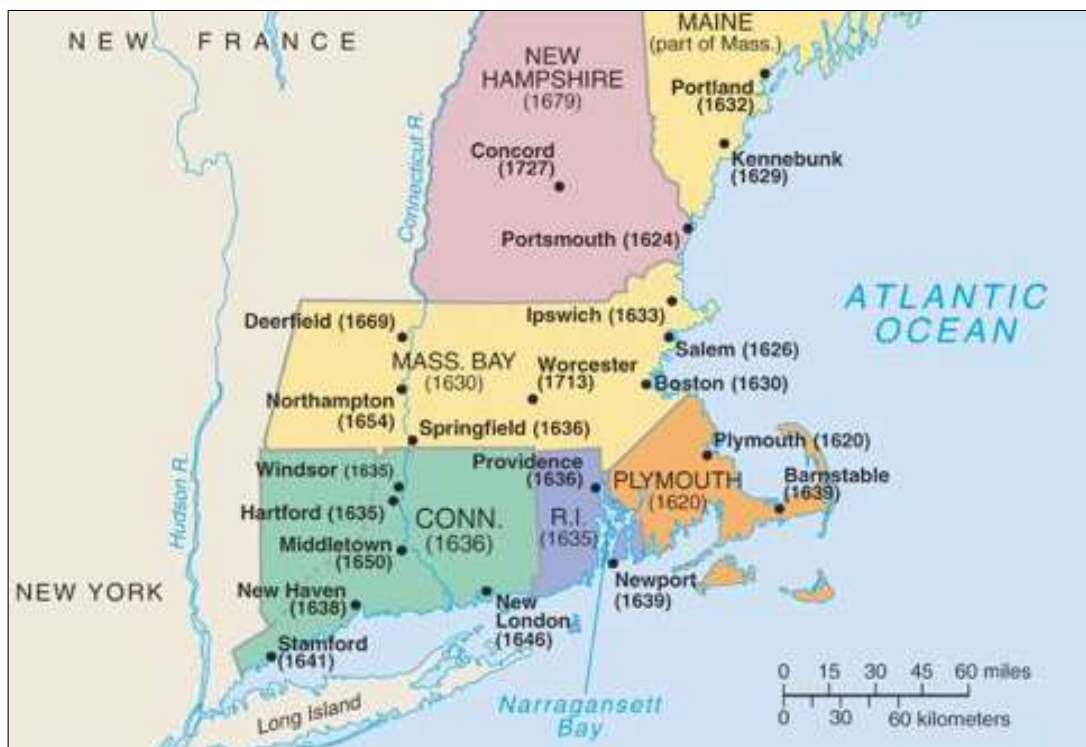 NEW FRANCE
MAINE
(part of Mass.)
NEW
HAMPSHIRE
(1679)
Portland
(1632)
Connecticut R.
Concord
(1727)
Kennebunk
(1629)
Portsmouth (1624)
ATLANTIC
OCEAN
Deerfield (1669)
Ipswich (1633)
Salem (1626)
MASS. BAY
(1630)
Worcester
(1713)
Boston (1630)
Northampton
(1654)
Springfield (1636)
Plymouth (1620)
Hudson R.
Windsor (1635)
Providence
(1636)
PLYMOUTH
(1620)
Barnstable
(1639)
Hartford (1635)
CONN.
(1636)
R.I.
(1635)
Middletown
(1650)
NEW YORK
New Haven
(1638)
New
London
(1646)
Newport
(1639)
Stamford
(1641)
Long Island
Narragansett
Bay
0 15 30 45 60 miles
0 30 60 kilometers